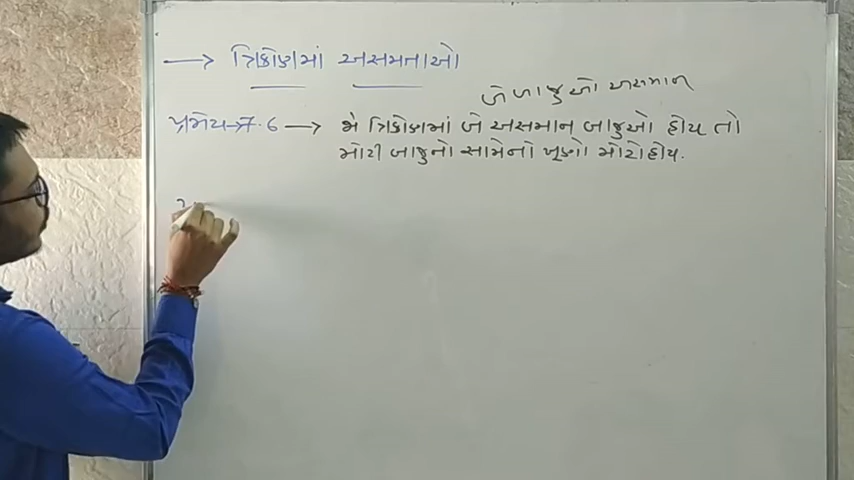 → ત્રિકોણમાં અસમતાઓ
બે બાજુઓ અસમાન
પ્રમેય-7.6 → જો ત્રિકોણમાં બે અસમાન બાજુઓ હોય તો
મોટી બાજુની સામેનો ખૂણો મોટો હોય.